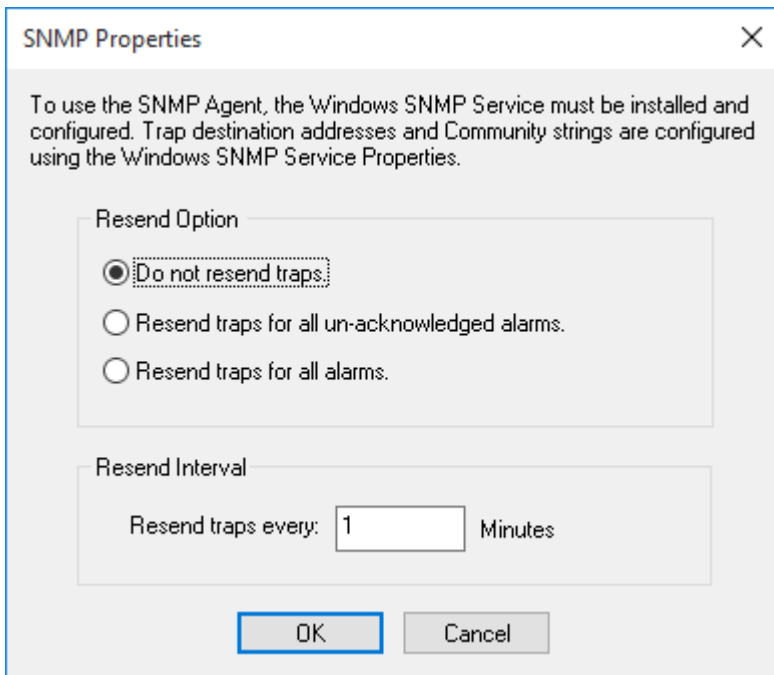 SNMP Properties
To use the SNMP Agent, the Windows SNMP Service must be installed and
configured. Trap destination addresses and Community strings are configured
using the Windows SNMP Service Properties.
Resend Option
Do not resend traps.
Resend traps for all un-acknowledged alarms.
Resend traps for all alarms.
Resend Interval
Resend traps every: 1 Minutes
OK Cancel